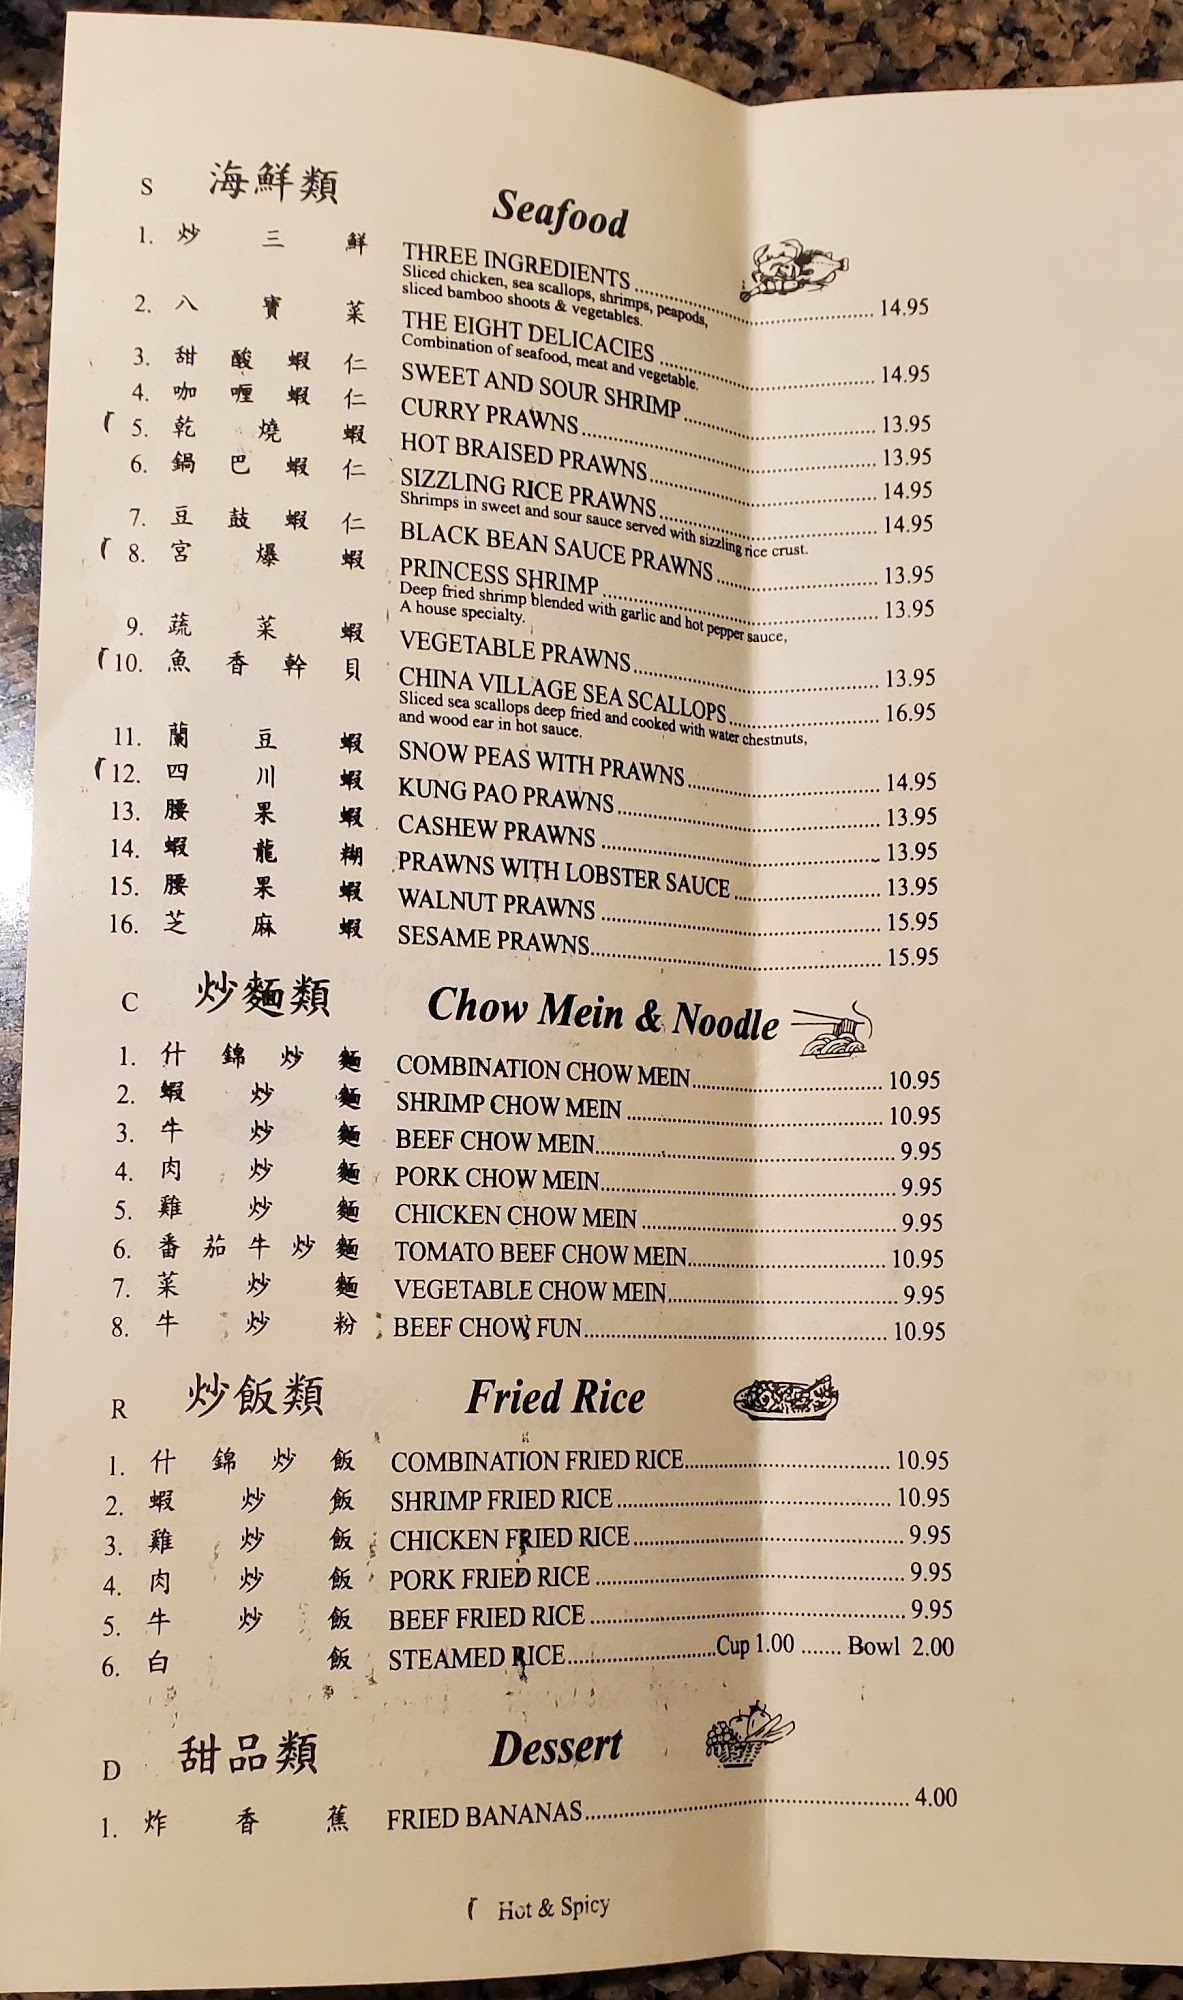 S 海鮮類 Seafood
1. 炒三鮮 THREE INGREDIENTS 14.95
Sliced chicken, sea scallops, shrimps, peapods,
sliced bamboo shoots & vegetables.
2. 八寶菜 THE EIGHT DELICACIES 14.95
Combination of seafood, meat and vegetable.
3. 甜酸蝦仁 SWEET AND SOUR SHRIMP 13.95
4. 咖喱蝦仁 CURRY PRAWNS 13.95
5. 乾燒蝦 HOT BRAISED PRAWNS 14.95
6. 鍋巴蝦仁 SIZZLING RICE PRAWNS 14.95
Shrimps in sweet and sour sauce served with sizzling rice crust.
7. 豆鼓蝦仁 BLACK BEAN SAUCE PRAWNS 13.95
8. 宮爆蝦 PRINCESS SHRIMP 13.95
Deep fried shrimp blended with garlic and hot pepper sauce,
A house specialty.
9. 蔬菜蝦 VEGETABLE PRAWNS 13.95
10. 魚香幹貝 CHINA VILLAGE SEA SCALLOPS 16.95
Sliced sea scallops deep fried and cooked with water chestnuts,
and wood ear in hot sauce.
11. 蘭豆蝦 SNOW PEAS WITH PRAWNS 14.95
12. 四川蝦 KUNG PAO PRAWNS 13.95
13. 腰果蝦 CASHEW PRAWNS 13.95
14. 蝦龍糊 PRAWNS WITH LOBSTER SAUCE 13.95
15. 腰果蝦 WALNUT PRAWNS 15.95
16. 芝麻蝦 SESAME PRAWNS 15.95
C 炒麵類 Chow Mein & Noodle
1. 什錦炒麵 COMBINATION CHOW MEIN 10.95
2. 蝦炒麵 SHRIMP CHOW MEIN 10.95
3. 牛炒麵 BEEF CHOW MEIN 9.95
4. 肉炒麵 PORK CHOW MEIN 9.95
5. 雞炒麵 CHICKEN CHOW MEIN 9.95
6. 番茄牛炒麵 TOMATO BEEF CHOW MEIN 10.95
7. 菜炒麵 VEGETABLE CHOW MEIN 9.95
8. 牛炒粉 BEEF CHOW FUN 10.95
R 炒飯類 Fried Rice
1. 什錦炒飯 COMBINATION FRIED RICE 10.95
2. 蝦炒飯 SHRIMP FRIED RICE 10.95
3. 雞炒飯 CHICKEN FRIED RICE 9.95
4. 肉炒飯 PORK FRIED RICE 9.95
5. 牛炒飯 BEEF FRIED RICE 9.95
6. 白飯 STEAMED RICE Cup 1.00 Bowl 2.00
D 甜品類 Dessert
1. 炸香蕉 FRIED BANANAS 4.00
Hot & Spicy